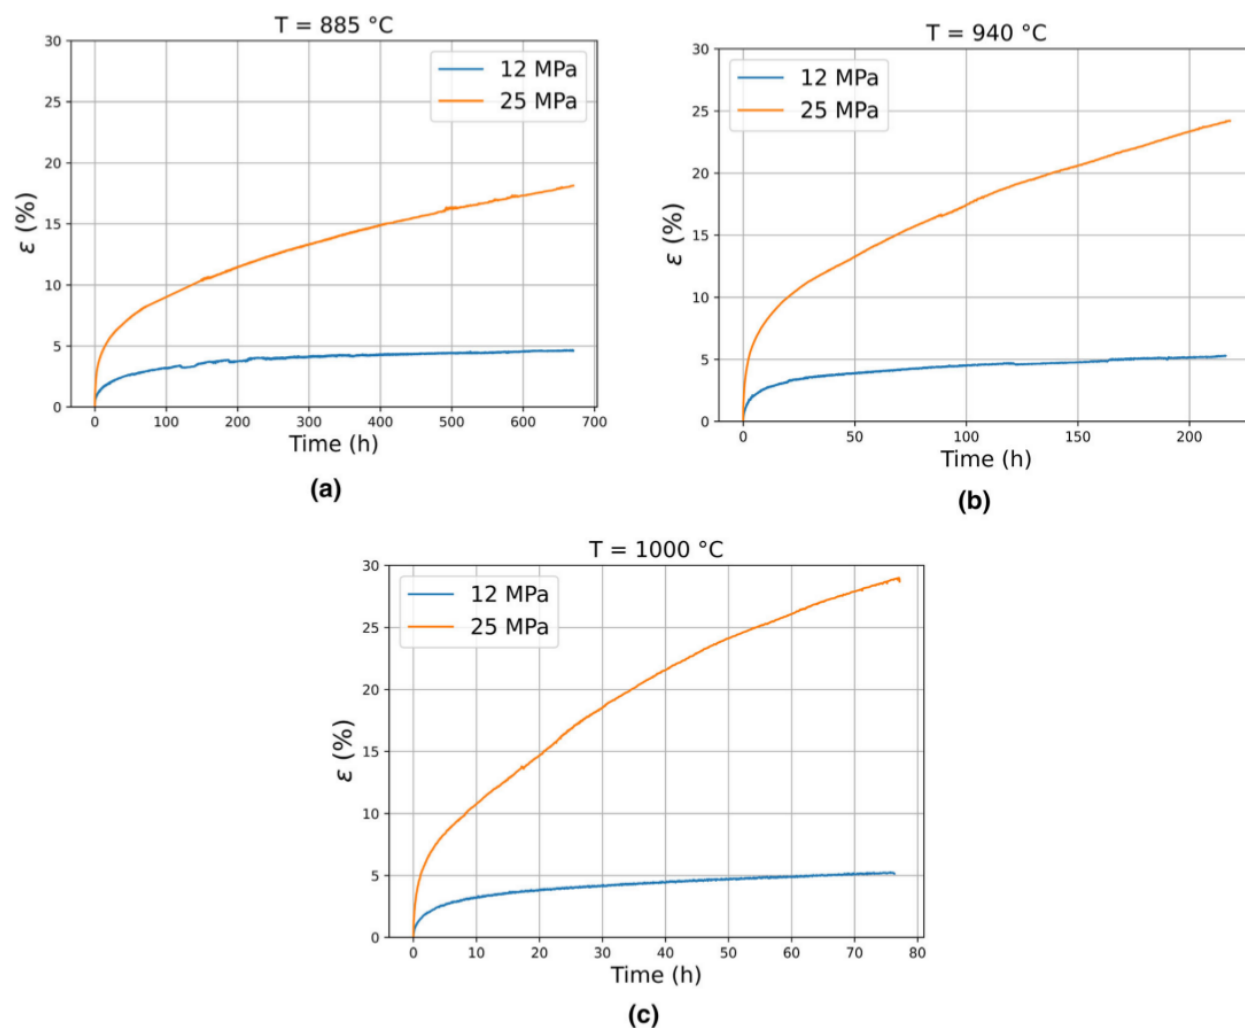 T = 885 °C
30
25
20
15
10
5
0
ε (%)
12 MPa
25 MPa
0 100 200 300 400 500 600 700
Time (h)
(a)
T = 940 °C
30
25
20
15
10
5
0
ε (%)
12 MPa
25 MPa
0 50 100 150 200
Time (h)
(b)
T = 1000 °C
30
25
20
15
10
5
0
ε (%)
12 MPa
25 MPa
0 10 20 30 40 50 60 70 80
Time (h)
(c)